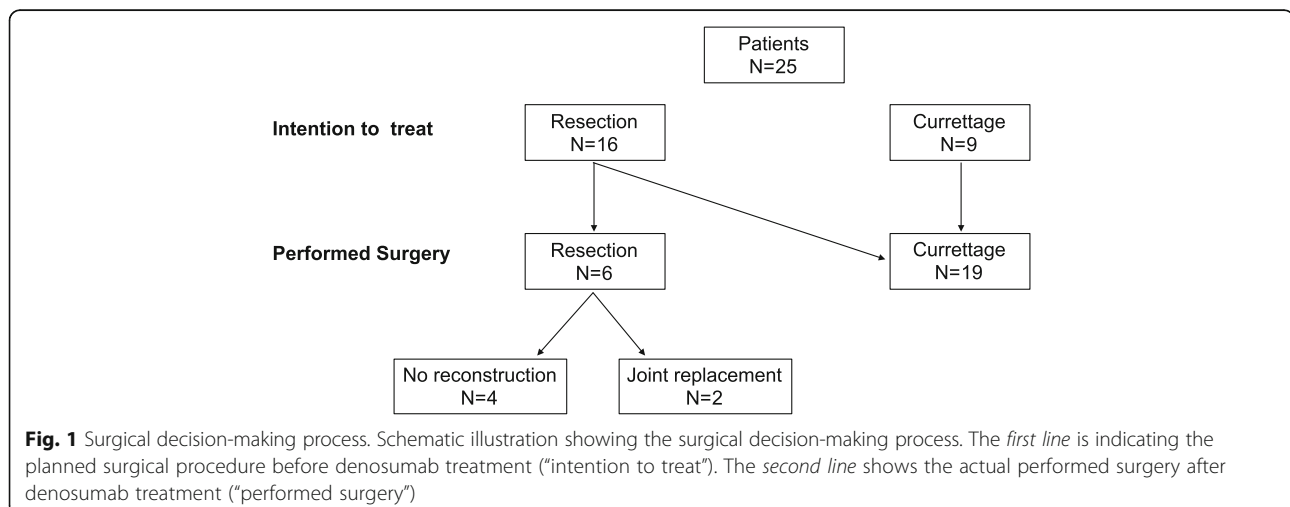 Patients
N=25
Intention to  treat
Resection
N=16
Currettage
N=9
Performed Surgery
Resection
N=6
Currettage
N=19
No reconstruction
N=4
Joint replacement
N=2
Fig. 1 Surgical decision-making process. Schematic illustration showing the surgical decision-making process. The first line is indicating the
planned surgical procedure before denosumab treatment (“intention to treat”). The second line shows the actual performed surgery after
denosumab treatment (“performed surgery”)